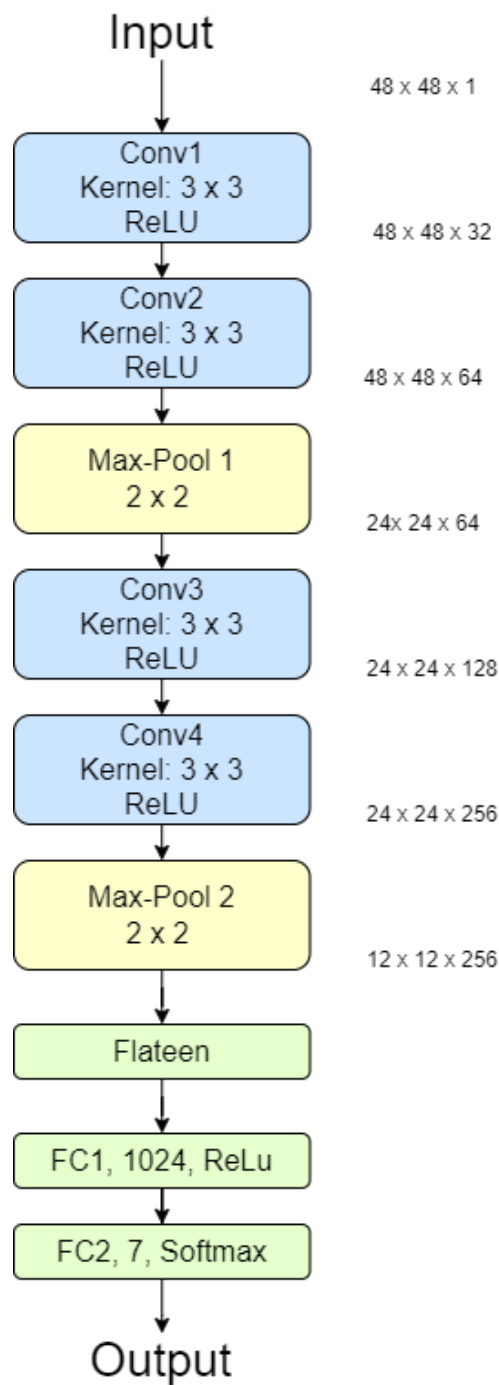 Input
48 x 48 x 1
Conv1
Kernel: 3 x 3
ReLU
48 x 48 x 32
Conv2
Kernel: 3 x 3
ReLU
48 x 48 x 64
Max-Pool 1
2 x 2
24x 24 x 64
Conv3
Kernel: 3 x 3
ReLU
24 x 24 x 128
Conv4
Kernel: 3 x 3
ReLU
24 x 24 x 256
Max-Pool 2
2 x 2
12 x 12 x 256
Flateen
FC1, 1024, ReLu
FC2, 7, Softmax
Output